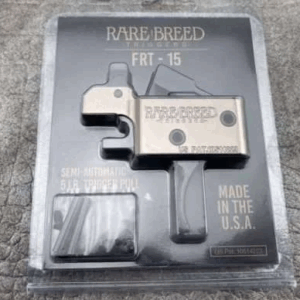 RARE BREED
TRIGGERS
FRT - 15
RARE BREED
TRIGGERS
SEMI-AUTOMATIC
MADE
IN THE
U.S.A.